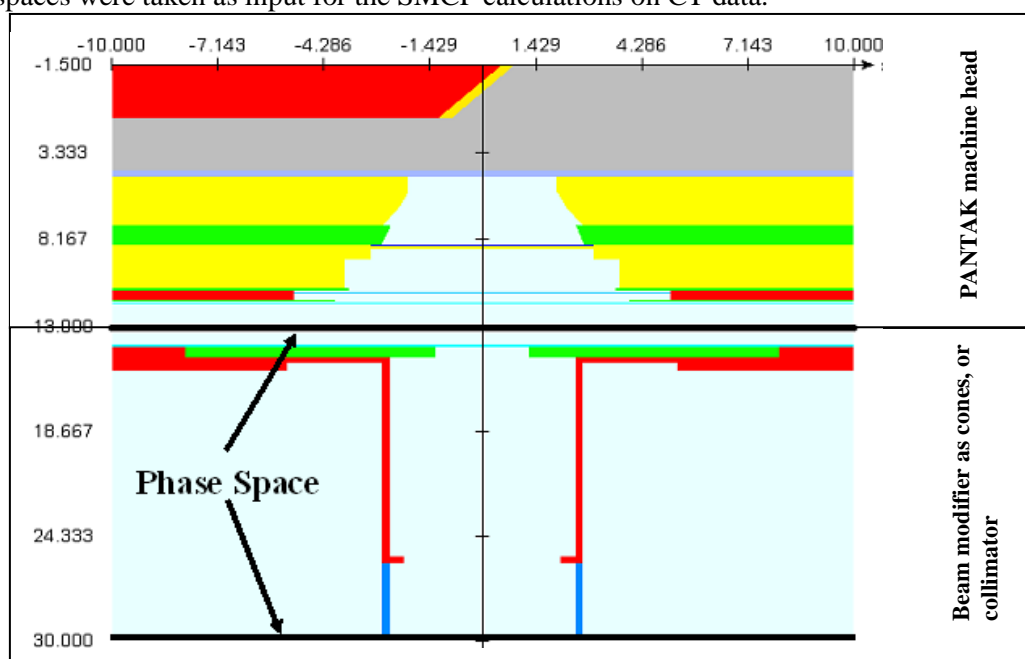 spaces were taken as input for the SMCP calculations on CT data.
-10.000 -7.143 -4.286 -1.429 1.429 4.286 7.143 10.000
-1.500
3.333
8.167
13.000
18.667
24.333
30.000
Phase Space
PANTAK machine head
Beam modifier as cones, or
collimator